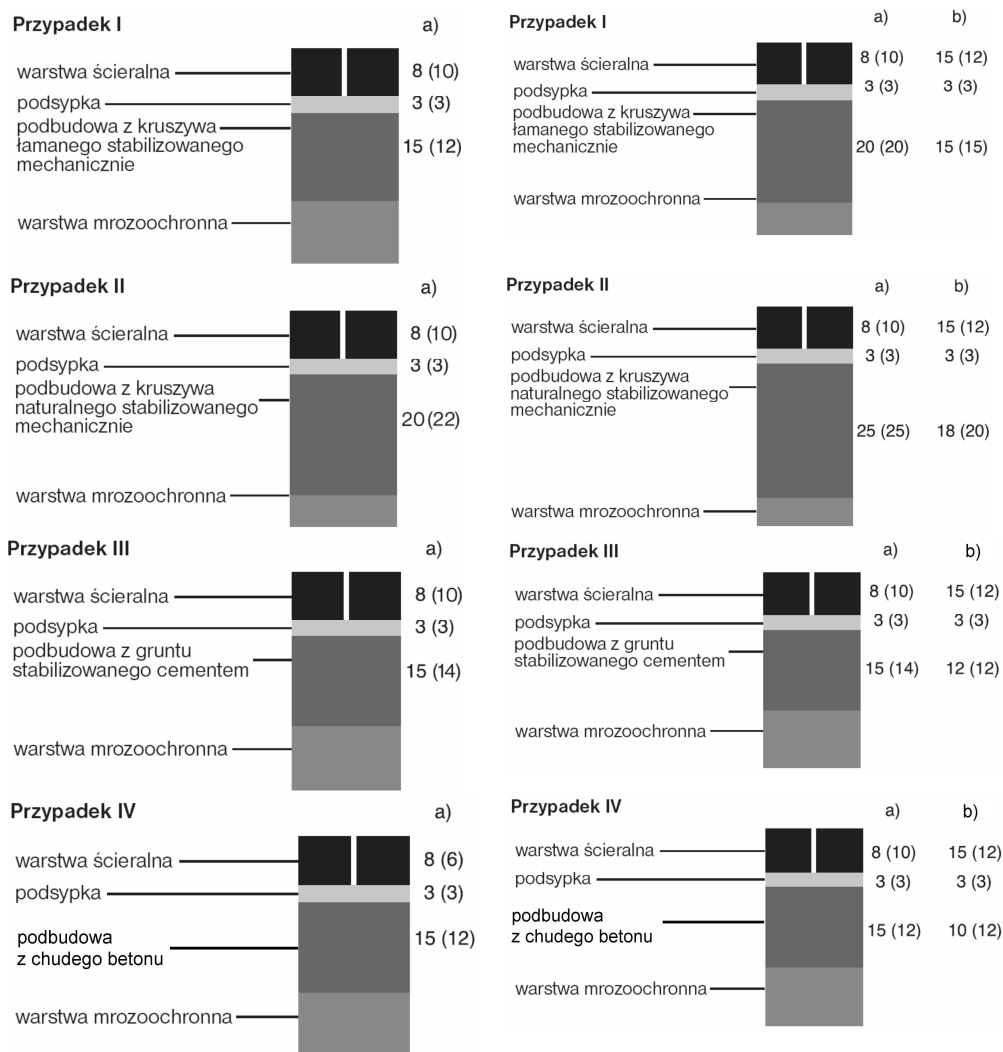 Przypadek I a)
warstwa ścieralna 8 (10)
podsypka 3 (3)
podbudowa z kruszywa
łamanego stabilizowanego 15 (12)
mechanicznie
warstwa mrozoochronna
Przypadek II a)
warstwa ścieralna 8 (10)
podsypka 3 (3)
podbudowa z kruszywa
naturalnego stabilizowanego 20 (22)
mechanicznie
warstwa mrozoochronna
Przypadek III a)
warstwa ścieralna 8 (10)
podsypka 3 (3)
podbudowa z gruntu
stabilizowanego cementem 15 (14)
warstwa mrozoochronna
Przypadek IV a)
warstwa ścieralna 8 (6)
podsypka 3 (3)
podbudowa 15 (12)
z chudego betonu
warstwa mrozoochronna
Przypadek I a) b)
warstwa ścieralna 8 (10) 15 (12)
podsypka 3 (3) 3 (3)
podbudowa z kruszywa
łamanego stabilizowanego
mechanicznie 20 (20) 15 (15)
warstwa mrozoochronna
Przypadek II a) b)
warstwa ścieralna 8 (10) 15 (12)
podsypka 3 (3) 3 (3)
podbudowa z kruszywa
naturalnego stabilizowanego
mechanicznie 25 (25) 18 (20)
warstwa mrozoochronna
Przypadek III a) b)
warstwa ścieralna 8 (10) 15 (12)
podsypka 3 (3) 3 (3)
podbudowa z gruntu
stabilizowanego cementem 15 (14) 12 (12)
warstwa mrozoochronna
Przypadek IV a) b)
warstwa ścieralna 8 (10) 15 (12)
podsypka 3 (3) 3 (3)
podbudowa
z chudego betonu 15 (12) 10 (12)
warstwa mrozoochronna